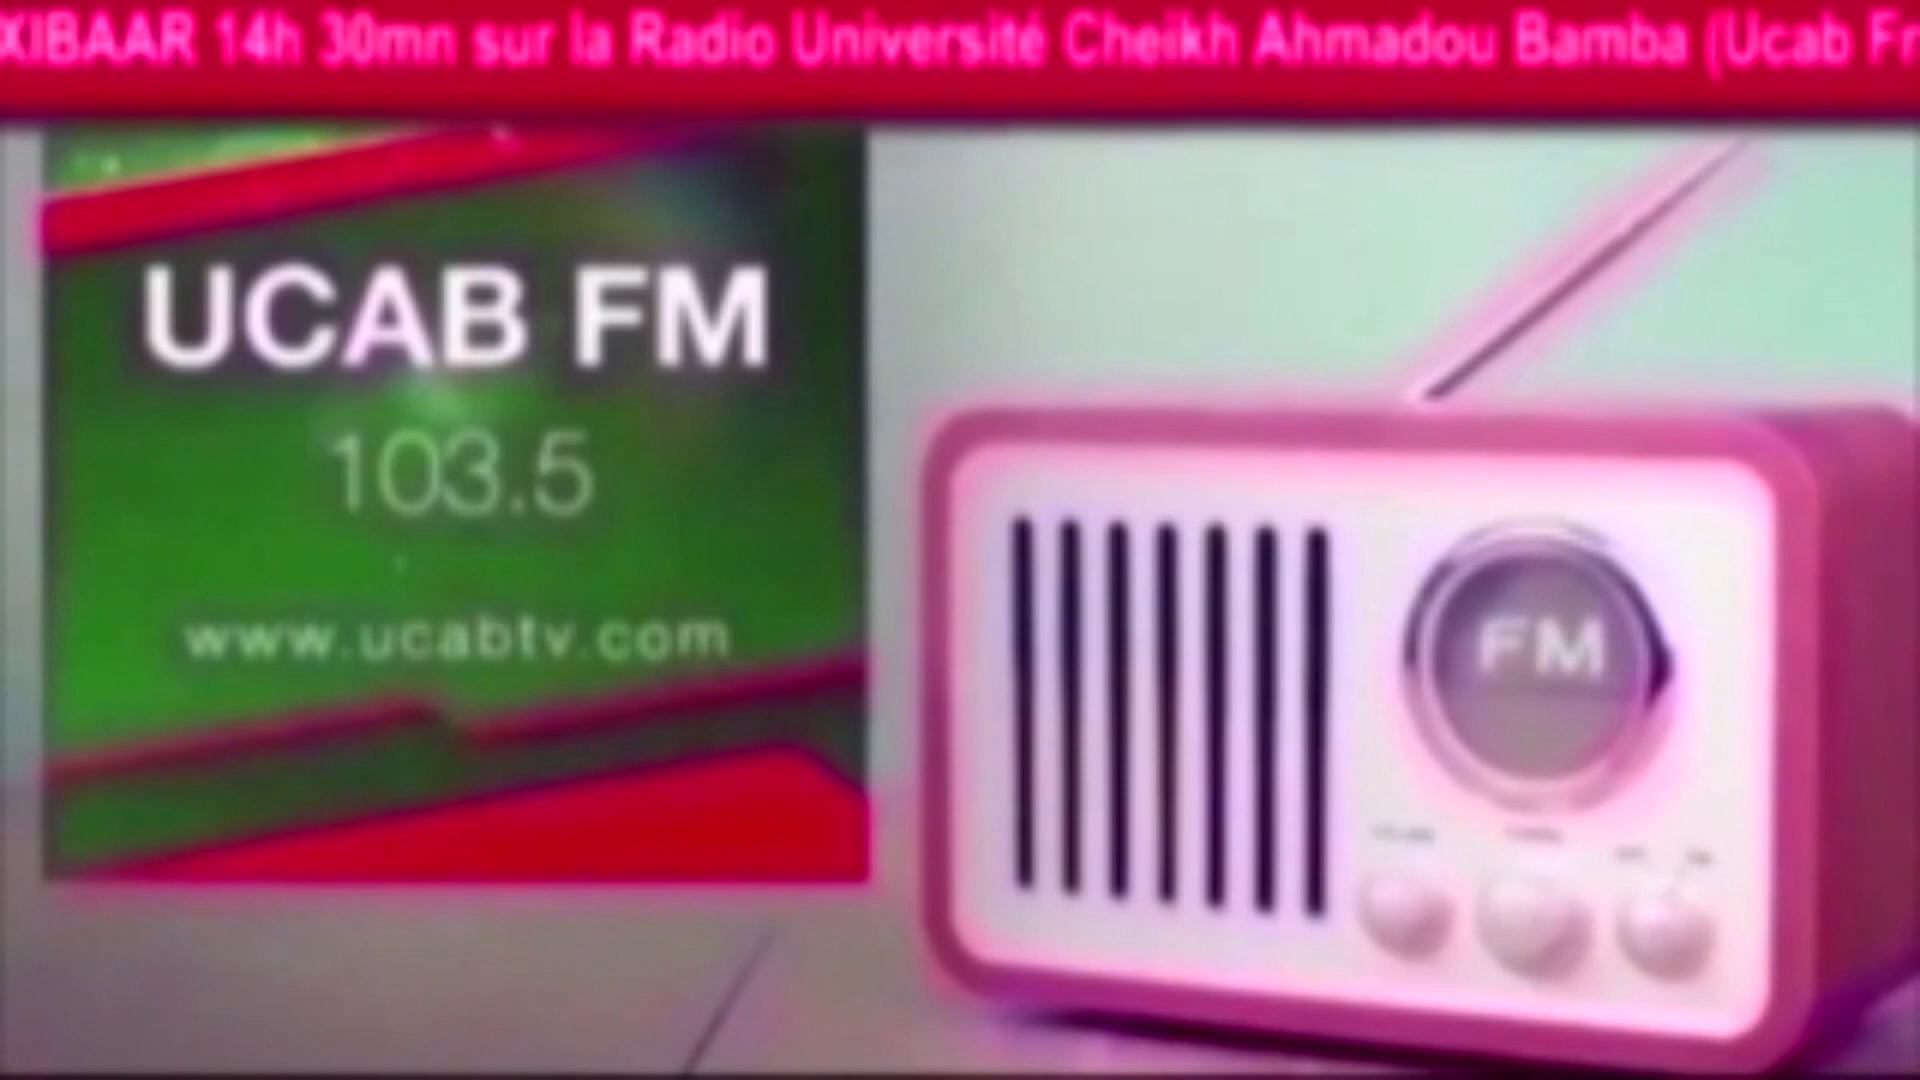 XIBAAR 14h 30mn sur la Radio Université Cheikh Ahmadou Bamba (Ucab
UCAB FM
103.5
www.ucabtv.com
FM